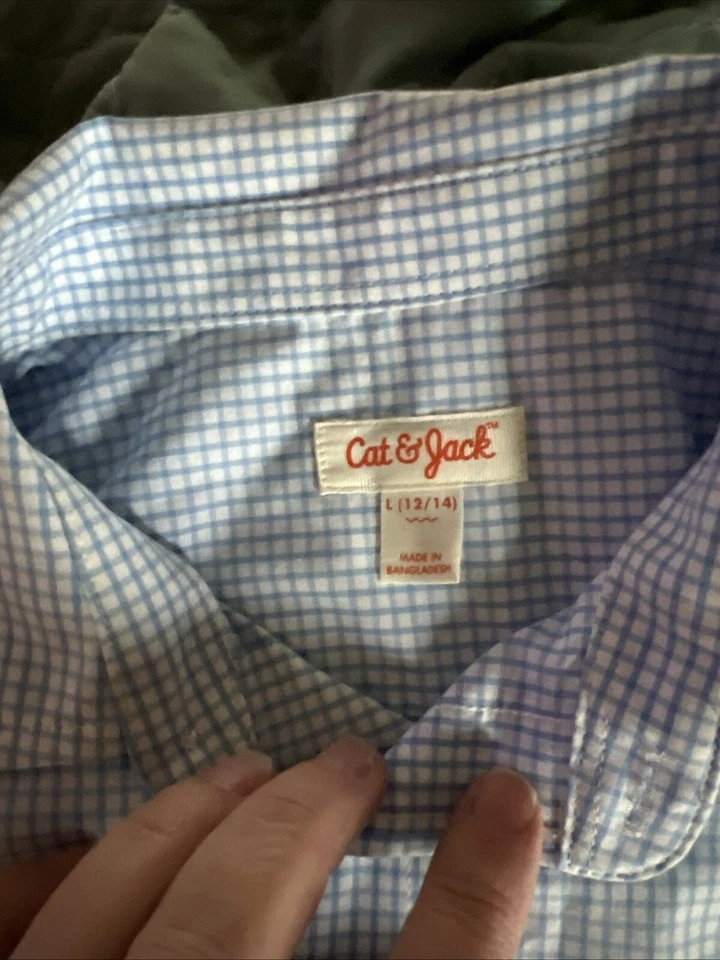 Cat & Jack™
L (12/14)
MADE IN
BANGLADESH